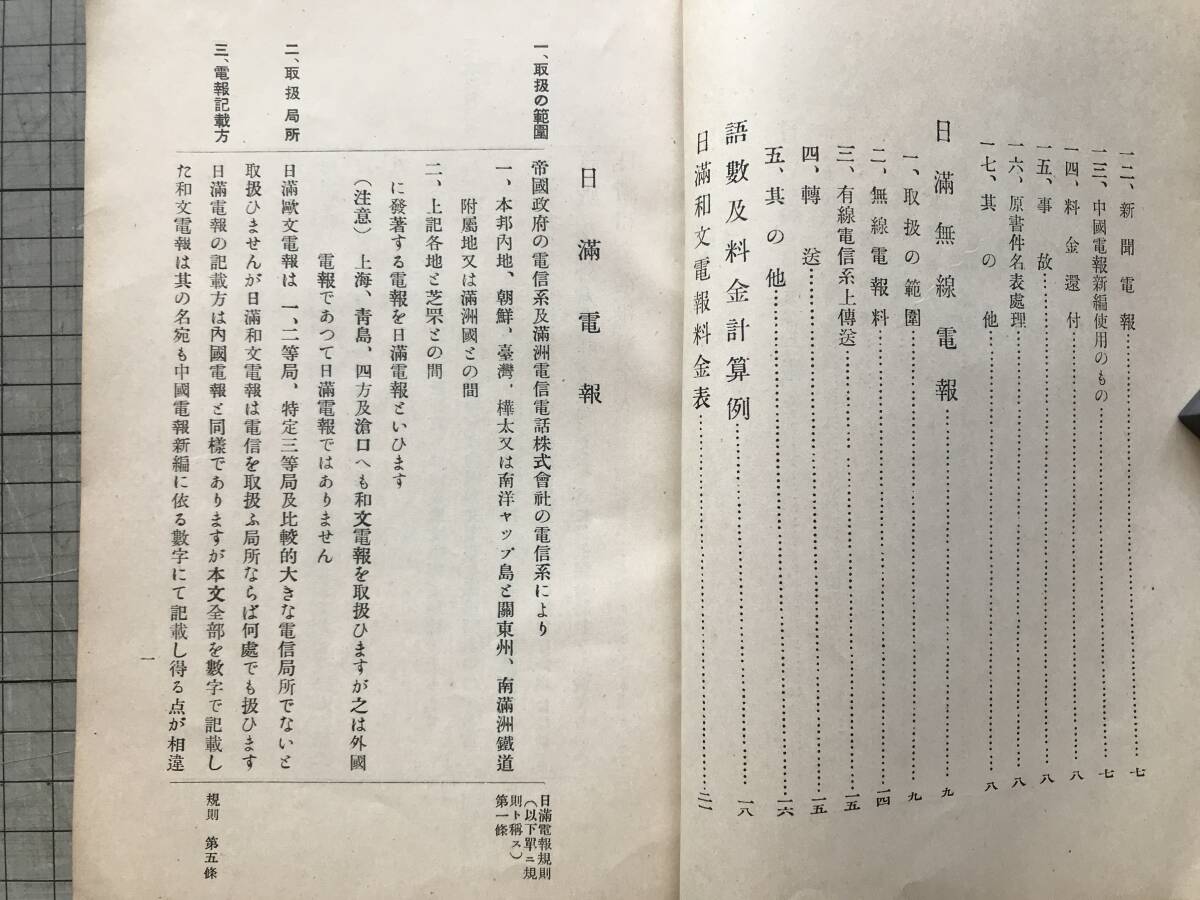 一二、新聞電報……七
一三、中國電報新編使用のもの……七
一四、料金還付……八
一五、事故……八
一六、原書件名表處理……八
一七、其の他……八
日滿無線電報……九
一、取扱の範圍……九
二、無線電報料……一四
三、有線電信系上傳送……一五
四、轉送……一五
五、其の他……一六
語數及料金計算例……一八
日滿和文電報料金表……二一
日滿電報
一、取扱の範圍
帝國政府の電信系及滿洲電信電話株式會社の電信系により
日滿電報規則
(以下單ニ規
則ト稱ス)
第一條
一、本邦内地、朝鮮、臺灣、樺太又は南洋ヤップ島と關東州、南滿洲鐵道
附屬地又は滿洲國との間
二、上記各地と芝罘との間
に發著する電報を日滿電報といひます
(注意) 上海、靑島、四方及滄口へも和文電報を取扱ひますが之は外國
電報であつて日滿電報ではありません
二、取扱局所
日滿歐文電報は一、二等局、特定三等局及比較的大きな電信局所でないと
取扱ひませんが日滿和文電報は電信を取扱ふ局所ならば何處でも扱ひます
三、電報記載方
日滿電報の記載方は內國電報と同樣でありますが本文全部を數字で記載し
規則 第五條
た和文電報は其の名宛も中國電報新編に依る數字にて記載し得る点が相違
一